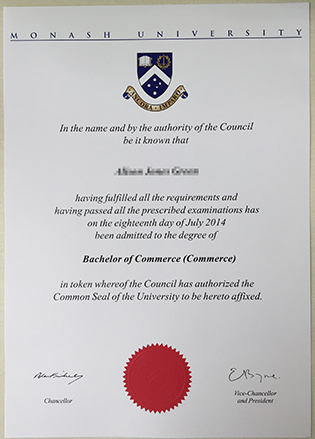 MONASH UNIVERSITY
ANCORA IMPARO
In the name and by the authority of the Council
be it known that
having fulfilled all the requirements and
having passed all the prescribed examinations has
on the eighteenth day of July 2014
been admitted to the degree of
Bachelor of Commerce (Commerce)
in token whereof the Council has authorized the
Common Seal of the University to be hereto affixed.
Chancellor
Vice-Chancellor
and President